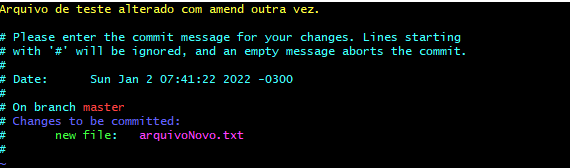 Arquivo de teste alterado com amend outra vez.
# Please enter the commit message for your changes. Lines starting
# with '#' will be ignored, and an empty message aborts the commit.
#
# Date:      Sun Jan 2 07:41:22 2022 -0300
#
# On branch master
# Changes to be committed:
#       new file:   arquivoNovo.txt
#
~